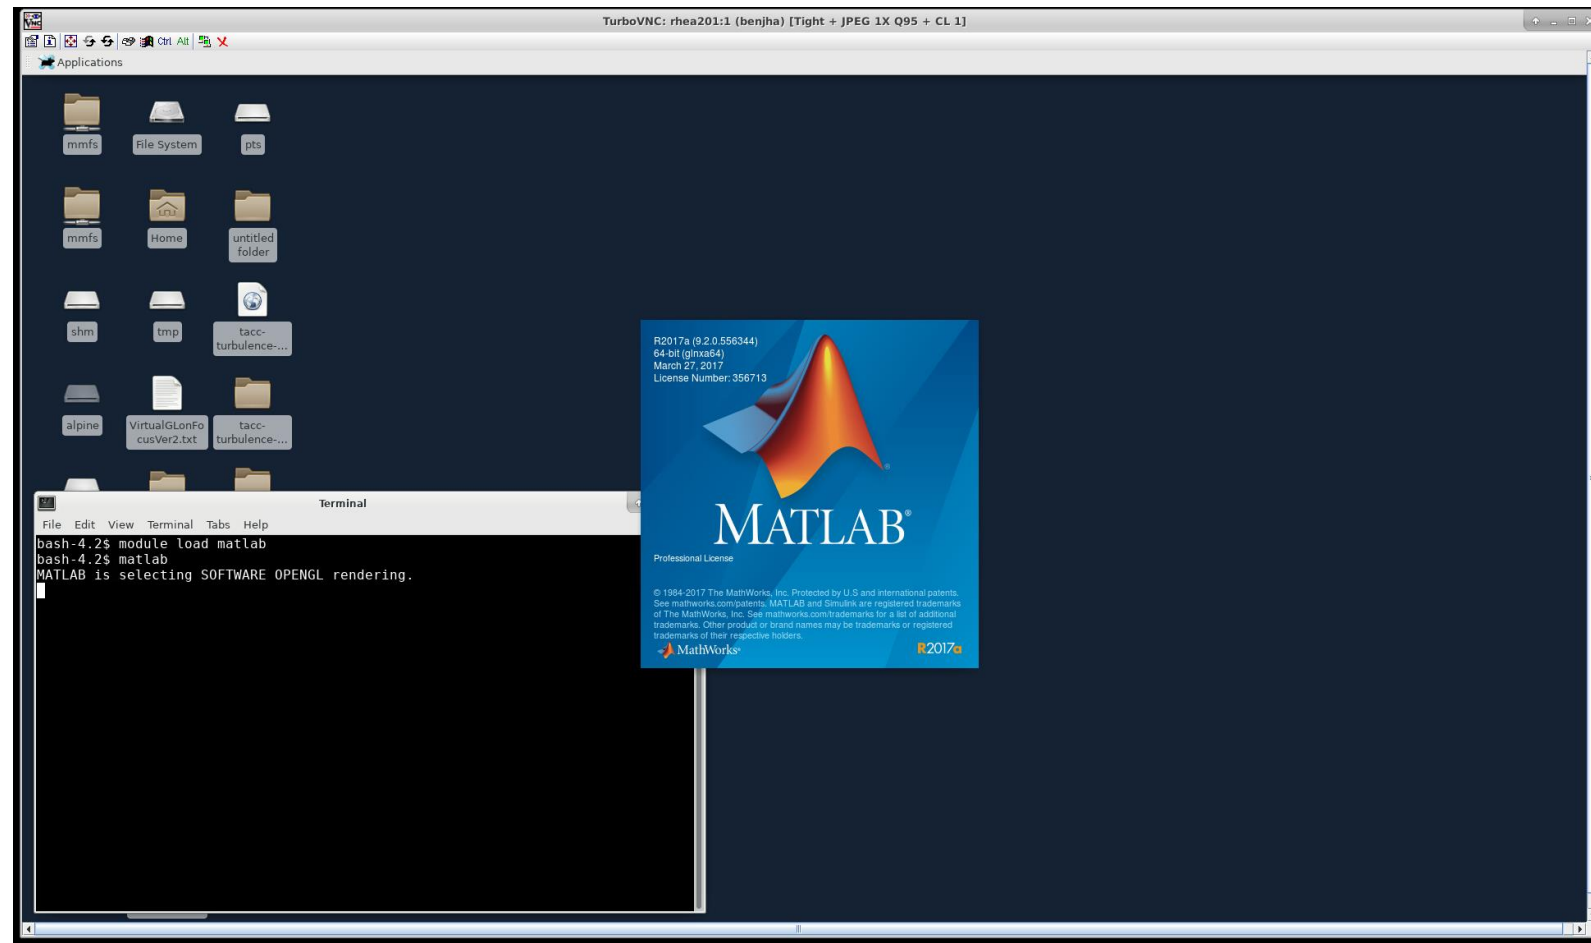 TurboVNC: rhea201:1 (benjha) [Tight + JPEG 1X Q95 + CL 1]
Ctrl Alt
Applications
mmfs
File System
pts
mmfs
Home
untitled
folder
shm
tmp
tacc-
turbulence-...
alpine
VirtualGLonFo
cusVer2.txt
tacc-
turbulence-...
Terminal
File Edit View Terminal Tabs Help
bash-4.2$ module load matlab
bash-4.2$ matlab
MATLAB is selecting SOFTWARE OPENGL rendering.
R2017a (9.2.0.556344)
64-bit (glnxa64)
March 27, 2017
License Number: 356713
MATLAB®
Professional License
© 1984-2017 The MathWorks, Inc. Protected by U.S and international patents.
See mathworks.com/patents. MATLAB and Simulink are registered trademarks
of The MathWorks, Inc. See mathworks.com/trademarks for a list of additional
trademarks. Other product or brand names may be trademarks or registered
trademarks of their respective holders.
MathWorks®
R2017a